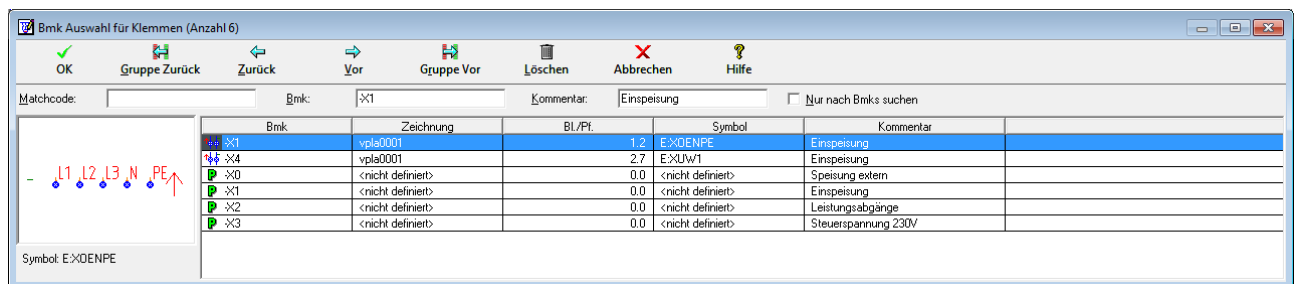 Bmk Auswahl für Klemmen (Anzahl 6)
OK Gruppe Zurück Zurück Vor Gruppe Vor Löschen Abbrechen Hilfe
Matchcode: Bmk: -X1 Kommentar: Einspeisung Nur nach Bmks suchen
Bmk Zeichnung Bl./Pf. Symbol Kommentar
-X1 vpla0001 1.2 E:XOENPE Einspeisung
-X4 vpla0001 2.7 E:XUW1 Einspeisung
P -X0 <nicht definiert> 0.0 <nicht definiert> Speisung extern
P -X1 <nicht definiert> 0.0 <nicht definiert> Einspeisung
P -X2 <nicht definiert> 0.0 <nicht definiert> Leistungsabgänge
P -X3 <nicht definiert> 0.0 <nicht definiert> Steuerspannung 230V
- L1 L2 L3 N PE
Symbol: E:XOENPE